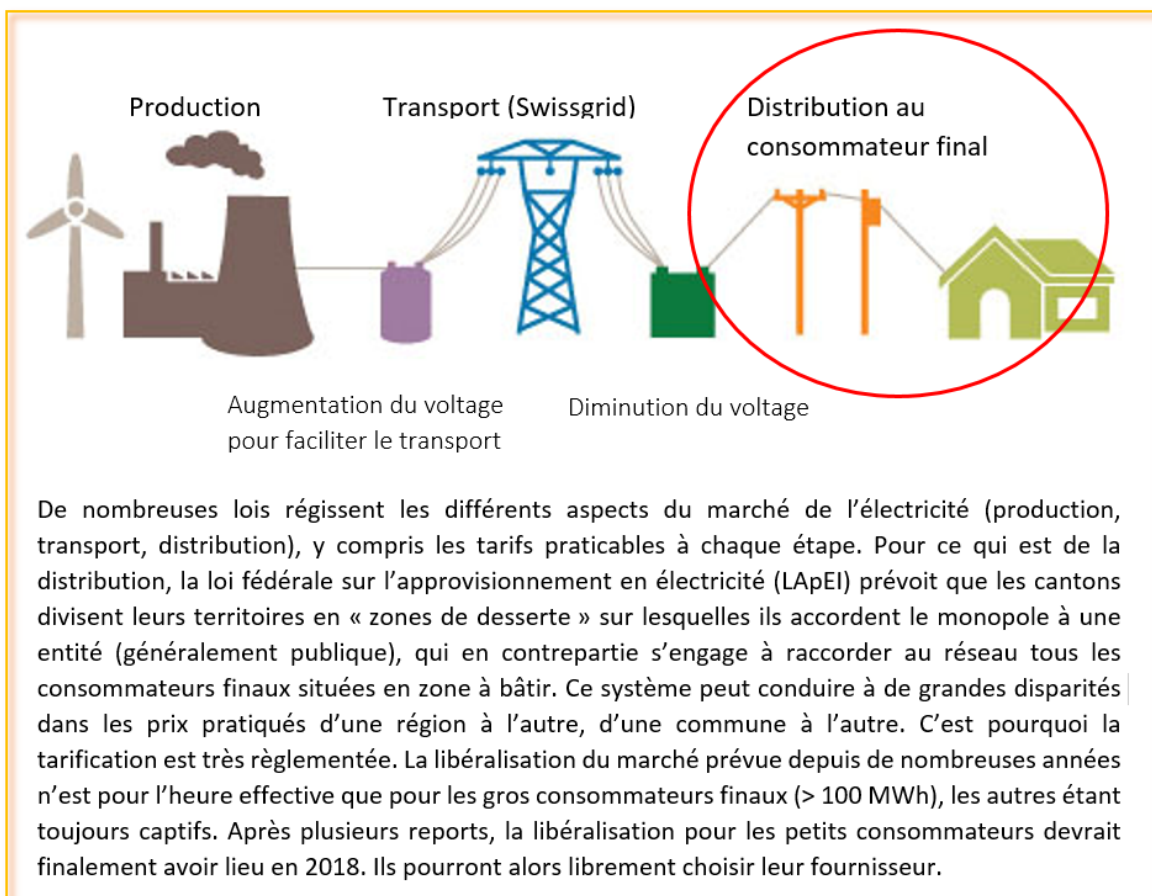 Production
Transport (Swissgrid)
Distribution au
consommateur final
Augmentation du voltage
pour faciliter le transport
Diminution du voltage
De nombreuses lois régissent les différents aspects du marché de l’électricité (production,
transport, distribution), y compris les tarifs praticables à chaque étape. Pour ce qui est de la
distribution, la loi fédérale sur l’approvisionnement en électricité (LApEI) prévoit que les cantons
divisent leurs territoires en « zones de desserte » sur lesquelles ils accordent le monopole à une
entité (généralement publique), qui en contrepartie s’engage à raccorder au réseau tous les
consommateurs finaux situées en zone à bâtir. Ce système peut conduire à de grandes disparités
dans les prix pratiqués d’une région à l’autre, d’une commune à l’autre. C’est pourquoi la
tarification est très règlementée. La libéralisation du marché prévue depuis de nombreuses années
n’est pour l’heure effective que pour les gros consommateurs finaux (> 100 MWh), les autres étant
toujours captifs. Après plusieurs reports, la libéralisation pour les petits consommateurs devrait
finalement avoir lieu en 2018. Ils pourront alors librement choisir leur fournisseur.